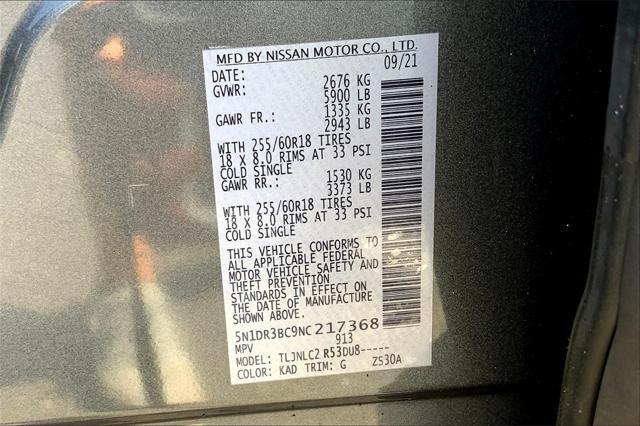 MFD BY NISSAN MOTOR CO., LTD.
DATE: 09/21
GVWR: 2676 KG
5900 LB
GAWR FR.: 1335 KG
2943 LB
WITH 255/60R18 TIRES
18 X 8.0 RIMS AT 33 PSI
COLD SINGLE
GAWR RR.: 1530 KG
3373 LB
WITH 255/60R18 TIRES
18 X 8.0 RIMS AT 33 PSI
COLD SINGLE
THIS VEHICLE CONFORMS TO
ALL APPLICABLE FEDERAL
MOTOR VEHICLE SAFETY AND
THEFT PREVENTION
STANDARDS IN EFFECT ON
THE DATE OF MANUFACTURE
SHOWN ABOVE.
5N1DR3BC9NC217368
MPV 913
MODEL: TLJNLC2 R53DU8-----
COLOR: KAD TRIM: G ZS30A